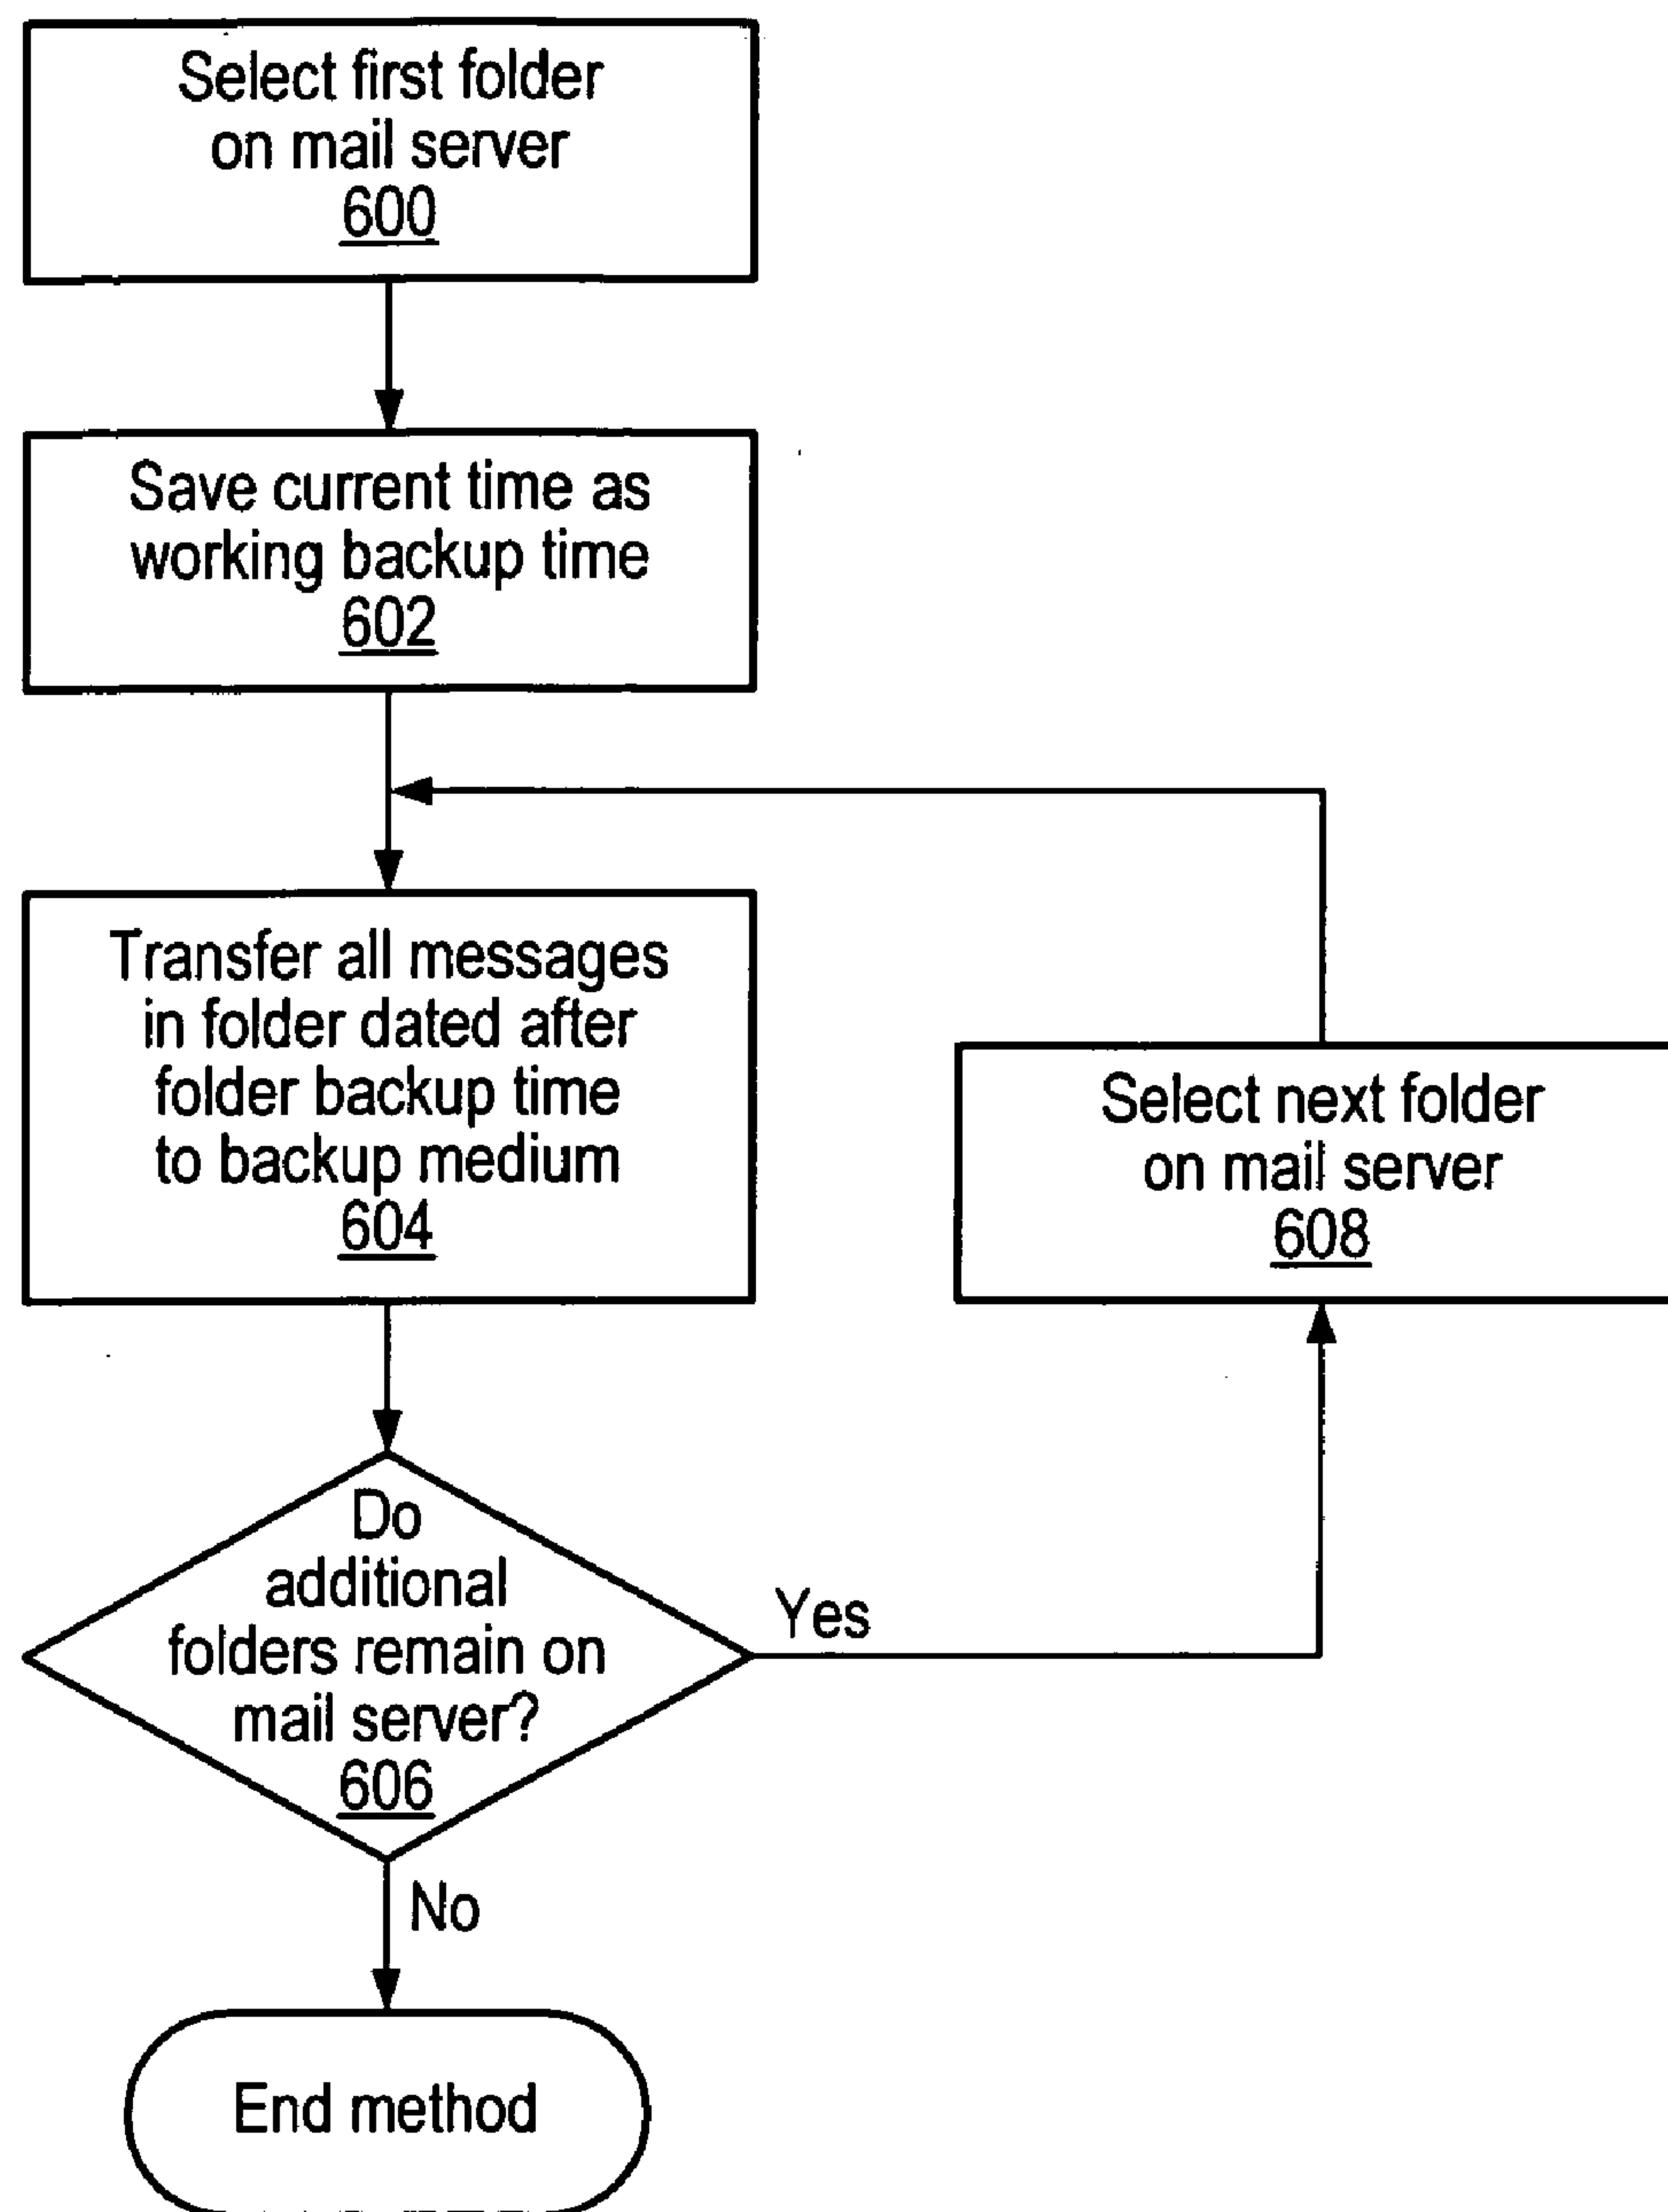 Select first folder
on mail server
600
Save current time as
working backup time
602
Transfer all messages
in folder dated after
folder backup time
to backup medium
604
Select next folder
on mail server
608
Do
additional
folders remain on
mail server?
606
Yes
No
End method